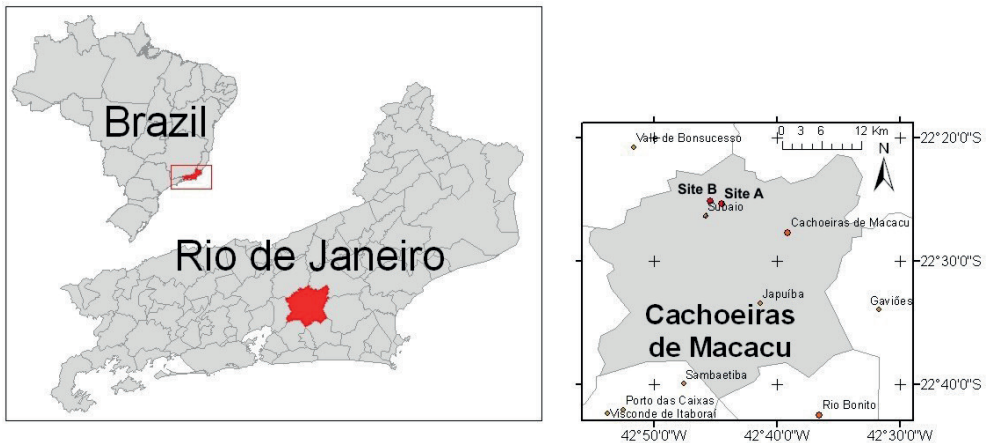 Brazil
Rio de Janeiro
Vale de Bonsucesso
0 3 6 12 Km
N
22°20'0"S
Site B
Site A
Subaio
Cachoeiras de Macacu
22°30'0"S
Japuíba
Gaviões
Cachoeiras
de Macacu
Sambaetiba
22°40'0"S
Porto das Caixas
Visconde de Itaboraí
Rio Bonito
42°50'0"W
42°40'0"W
42°30'0"W